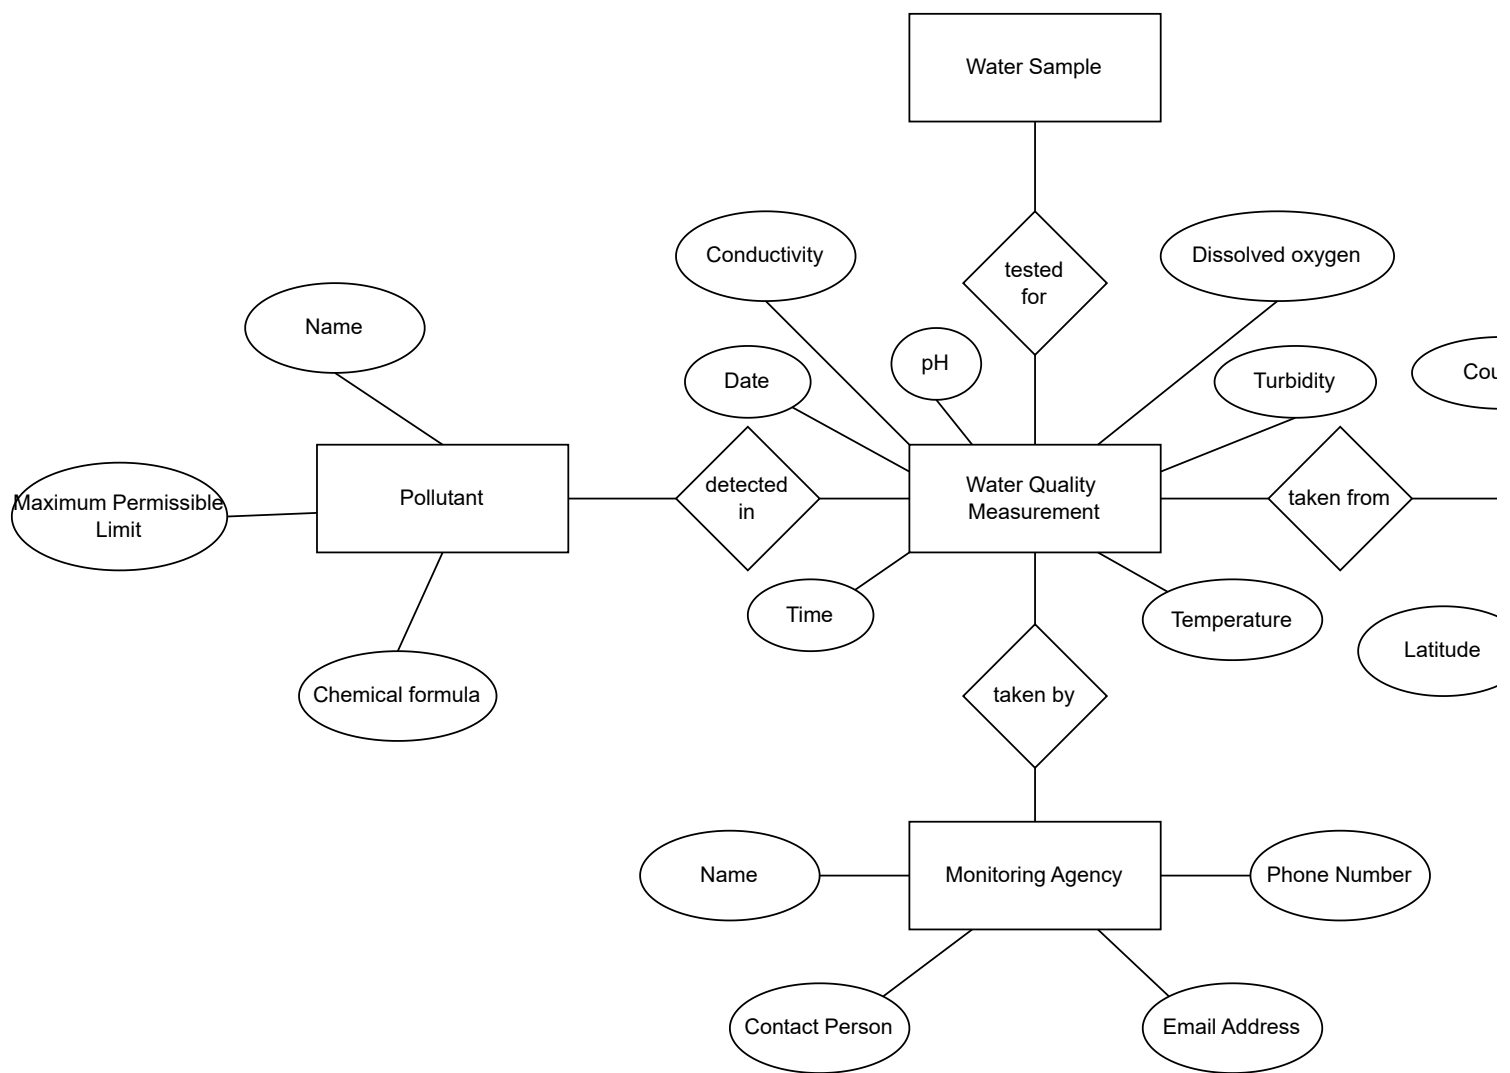 Water Sample
Conductivity
tested
for
Dissolved oxygen
Name
pH
Date
Turbidity
Maximum Permissible
Limit
Pollutant
detected
in
Water Quality
Measurement
taken from
Time
Temperature
Latitude
Chemical formula
taken by
Name
Monitoring Agency
Phone Number
Contact Person
Email Address